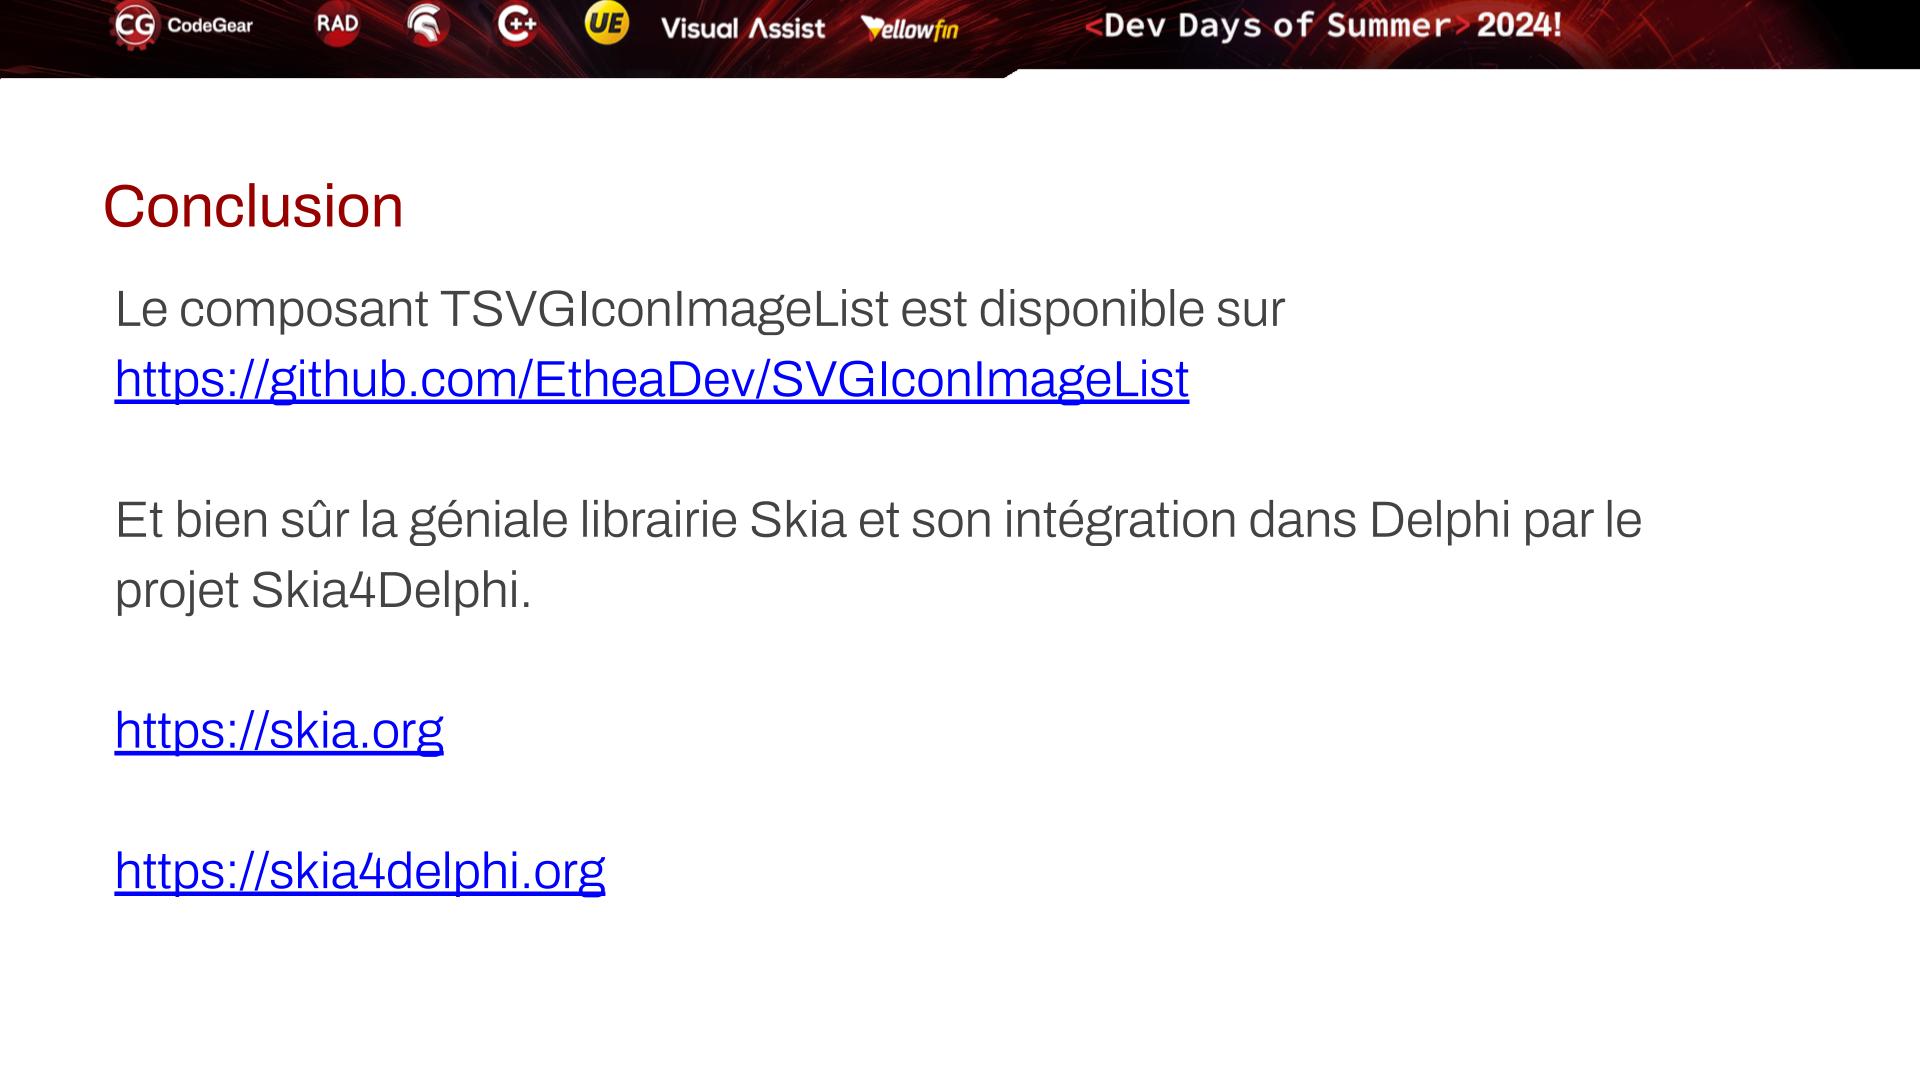 CG CodeGear RAD C++ UE Visual Assist Yellowfin <Dev Days of Summer> 2024!
Conclusion
Le composant TSVGIconImageList est disponible sur
https://github.com/EtheaDev/SVGIconImageList
Et bien sûr la géniale librairie Skia et son intégration dans Delphi par le
projet Skia4Delphi.
https://skia.org
https://skia4delphi.org